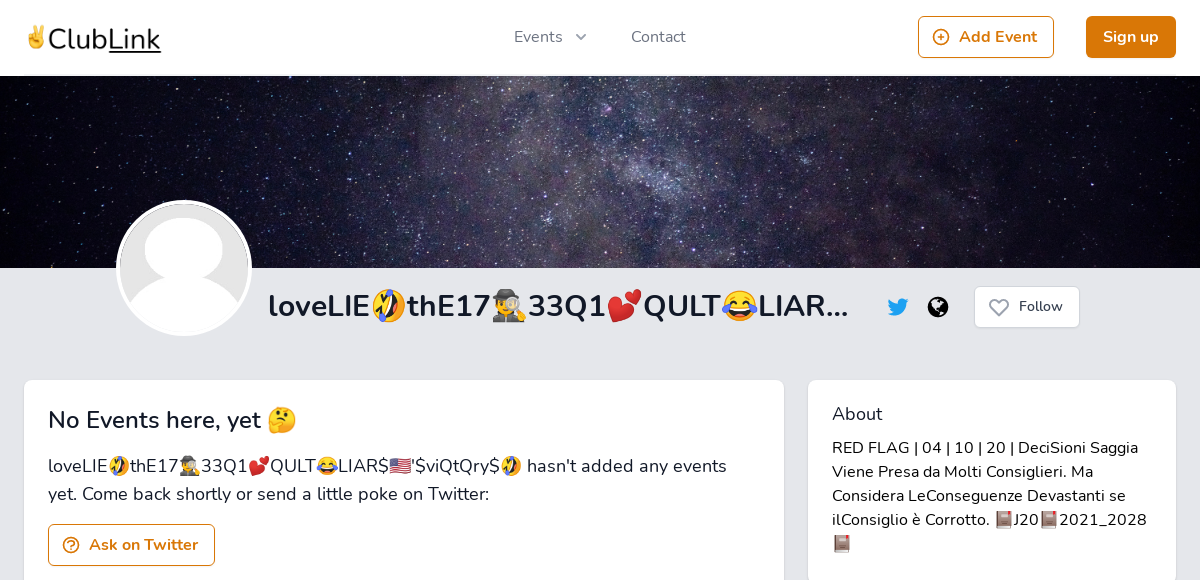 ✌️ClubLink
Events
Contact
Add Event
Sign up
loveLIE🤣thE17🕵️33Q1💕QULT😂LIAR...
Follow
No Events here, yet 🤔
loveLIE🤣thE17🕵️33Q1💕QULT😂LIAR$🇺🇸'$viQtQry$🤣 hasn't added any events
yet. Come back shortly or send a little poke on Twitter:
Ask on Twitter
About
RED FLAG | 04 | 10 | 20 | DeciSioni Saggia
Viene Presa da Molti Consiglieri. Ma
Considera LeConseguenze Devastanti se
ilConsiglio è Corrotto. 📔J20📔2021_2028
📔